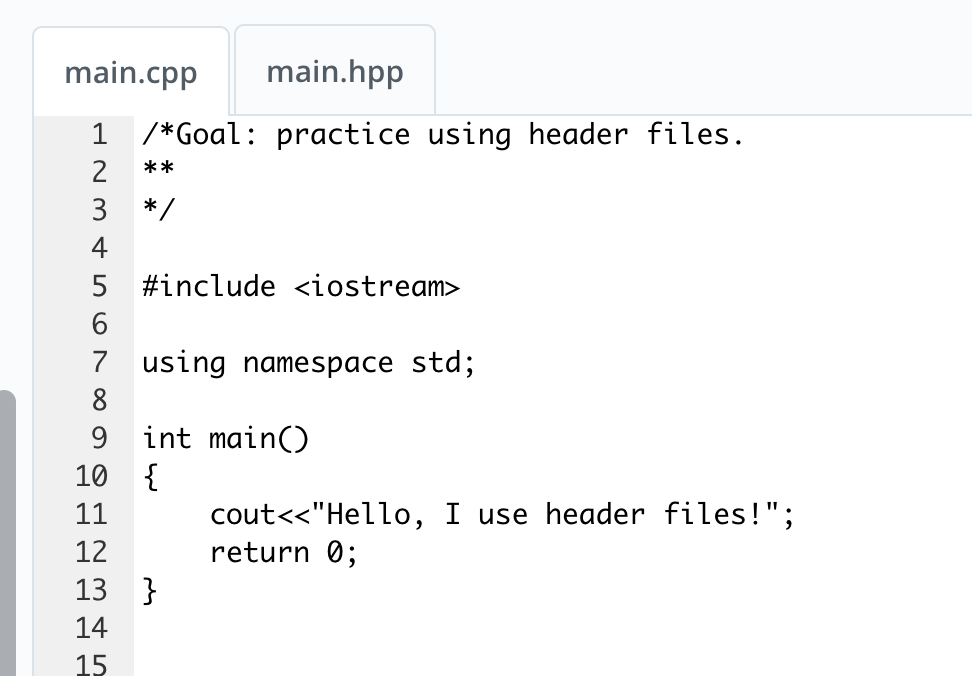 main.cpp main.hpp
1 /*Goal: practice using header files.
2 **
3 */
4
5 #include <iostream>
6
7 using namespace std;
8
9 int main()
10 {
11     cout<<"Hello, I use header files!";
12     return 0;
13 }
14
15